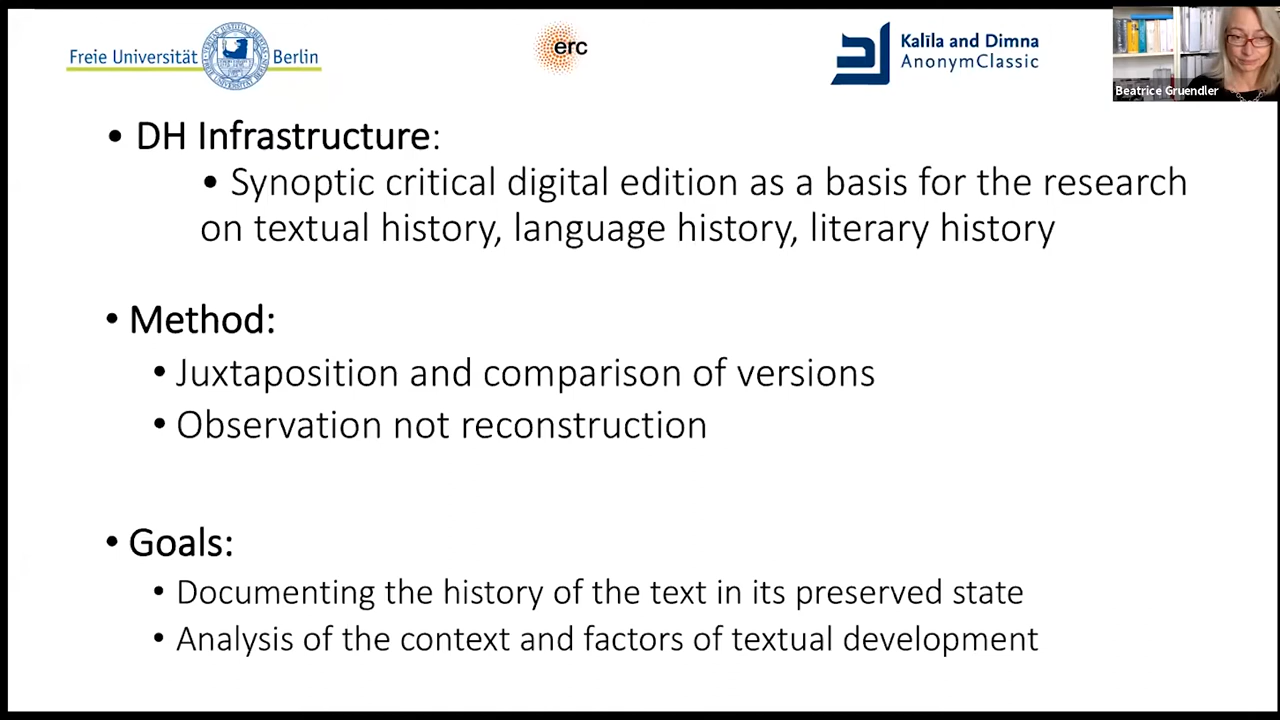 Freie Universität Berlin
erc
Kalīla and Dimna
AnonymClassic
Beatrice Gruendler
• DH Infrastructure:
• Synoptic critical digital edition as a basis for the research
on textual history, language history, literary history
• Method:
• Juxtaposition and comparison of versions
• Observation not reconstruction
• Goals:
• Documenting the history of the text in its preserved state
• Analysis of the context and factors of textual development